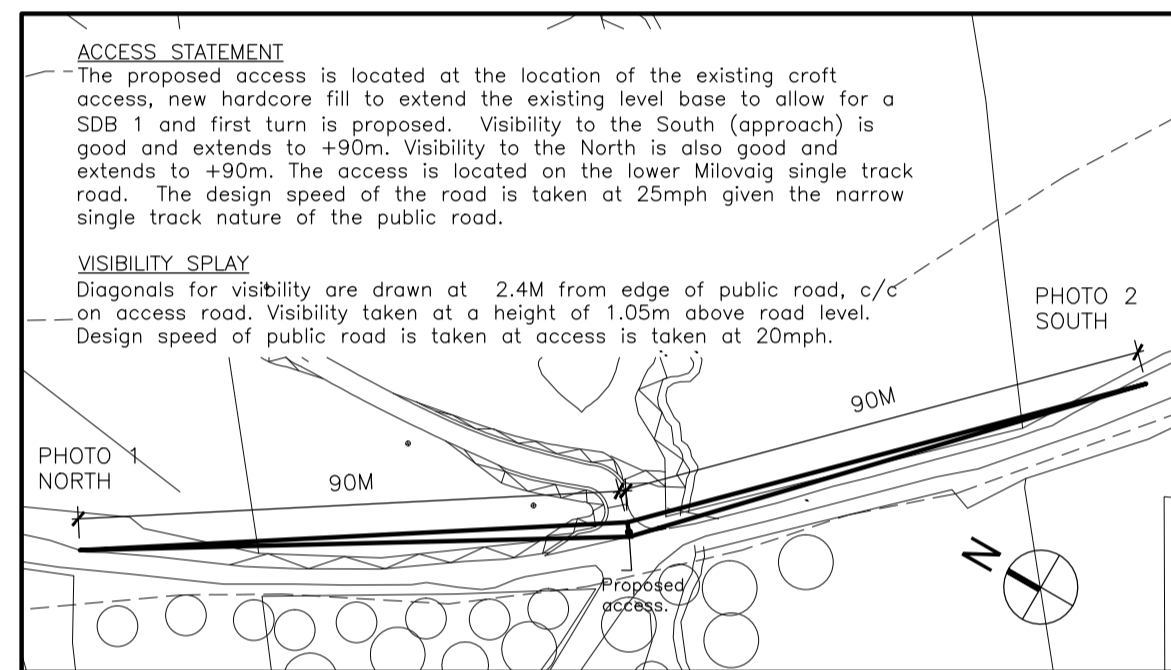 ACCESS STATEMENT
The proposed access is located at the location of the existing croft
access, new hardcore fill to extend the existing level base to allow for a
SDB 1 and first turn is proposed. Visibility to the South (approach) is
good and extends to +90m. Visibility to the North is also good and
extends to +90m. The access is located on the lower Milovaig single track
road. The design speed of the road is taken at 25mph given the narrow
single track nature of the public road.
VISIBILITY SPLAY
Diagonals for visibility are drawn at 2.4M from edge of public road, c/c
on access road. Visibility taken at a height of 1.05m above road level.
Design speed of public road is taken at access is taken at 20mph.
PHOTO 2
SOUTH
90M
PHOTO 1
NORTH
90M
N
Proposed
access.